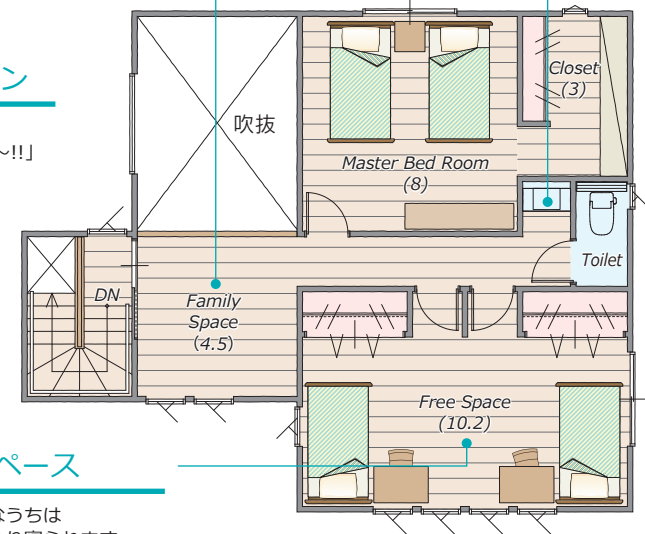 ン
～!!」
吹抜
Closet
(3)
Master Bed Room
(8)
Toilet
DN
Family
Space
(4.5)
Free Space
(10.2)
ペース
なうちは